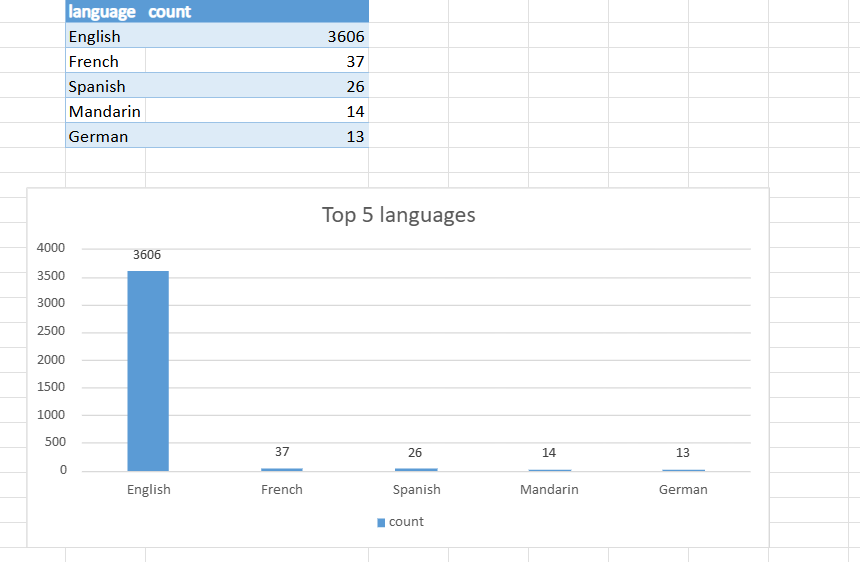 language count
English 3606
French 37
Spanish 26
Mandarin 14
German 13
Top 5 languages
4000
3500
3000
2500
2000
1500
1000
500
0
3606
37
26
14
13
English French Spanish Mandarin German
count